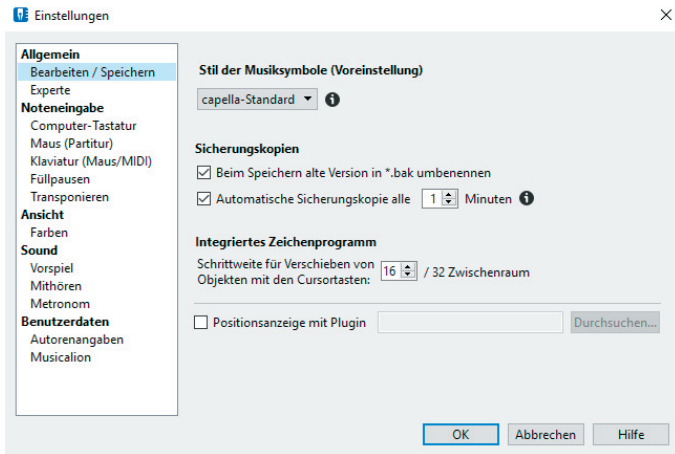 Einstellungen
Allgemein
Bearbeiten / Speichern
Experte
Noteneingabe
Computer-Tastatur
Maus (Partitur)
Klaviatur (Maus/MIDI)
Füllpausen
Transponieren
Ansicht
Farben
Sound
Vorspiel
Mithören
Metronom
Benutzerdaten
Autorenangaben
Musicalion
Stil der Musiksymbole (Voreinstellung)
capella-Standard
Sicherungskopien
Beim Speichern alte Version in *.bak umbenennen
Automatische Sicherungskopie alle 1 Minuten
Integriertes Zeichenprogramm
Schrittweite für Verschieben von
Objekten mit den Cursortasten: 16 / 32 Zwischenraum
Positionsanzeige mit Plugin Durchsuchen...
OK Abbrechen Hilfe